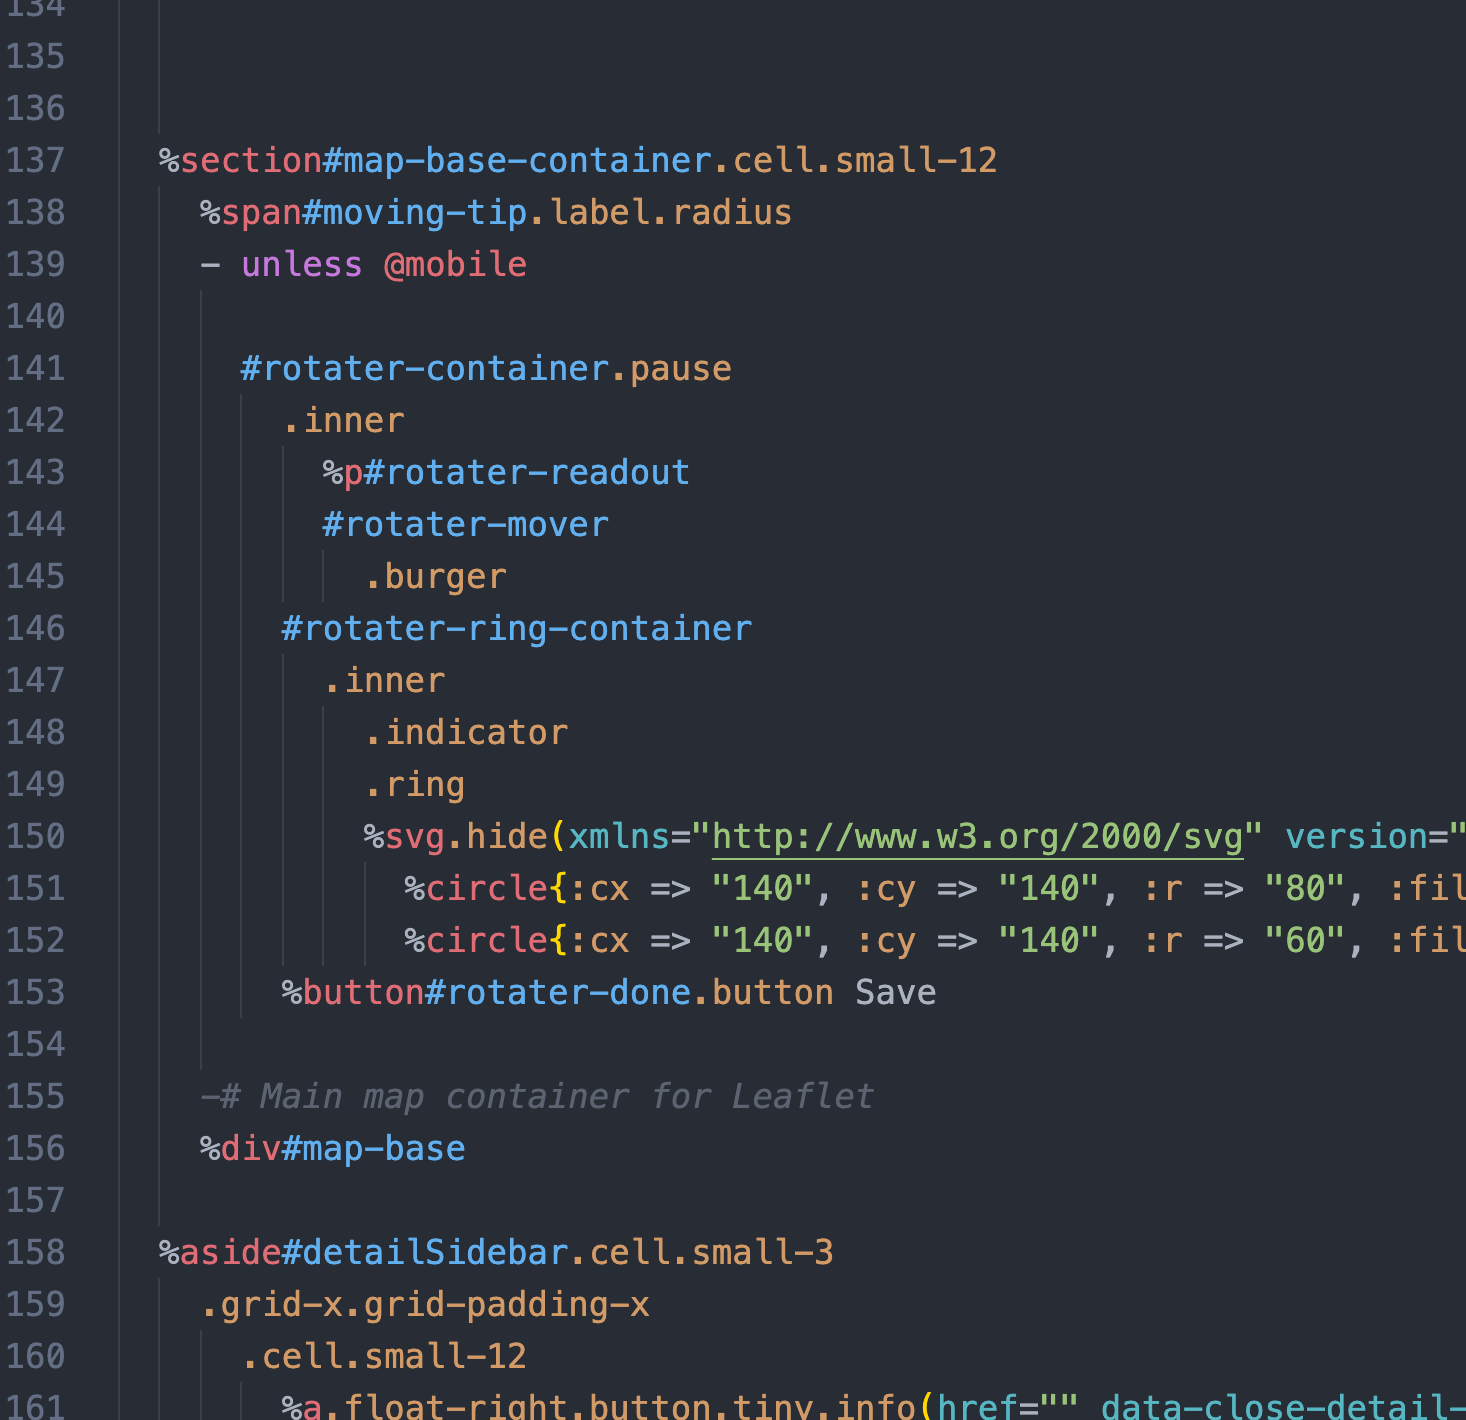 134
135
136
137 %section#map-base-container.cell.small-12
138 %span#moving-tip.label.radius
139 - unless @mobile
140
141 #rotater-container.pause
142 .inner
143 %p#rotater-readout
144 #rotater-mover
145 .burger
146 #rotater-ring-container
147 .inner
148 .indicator
149 .ring
150 %svg.hide(xmlns="http://www.w3.org/2000/svg" version="
151 %circle{:cx => "140", :cy => "140", :r => "80", :fil
152 %circle{:cx => "140", :cy => "140", :r => "60", :fil
153 %button#rotater-done.button Save
154
155 -# Main map container for Leaflet
156 %div#map-base
157
158 %aside#detailSidebar.cell.small-3
159 .grid-x.grid-padding-x
160 .cell.small-12
161 %a.float-right.button.tiny.info(href="" data-close-detail-